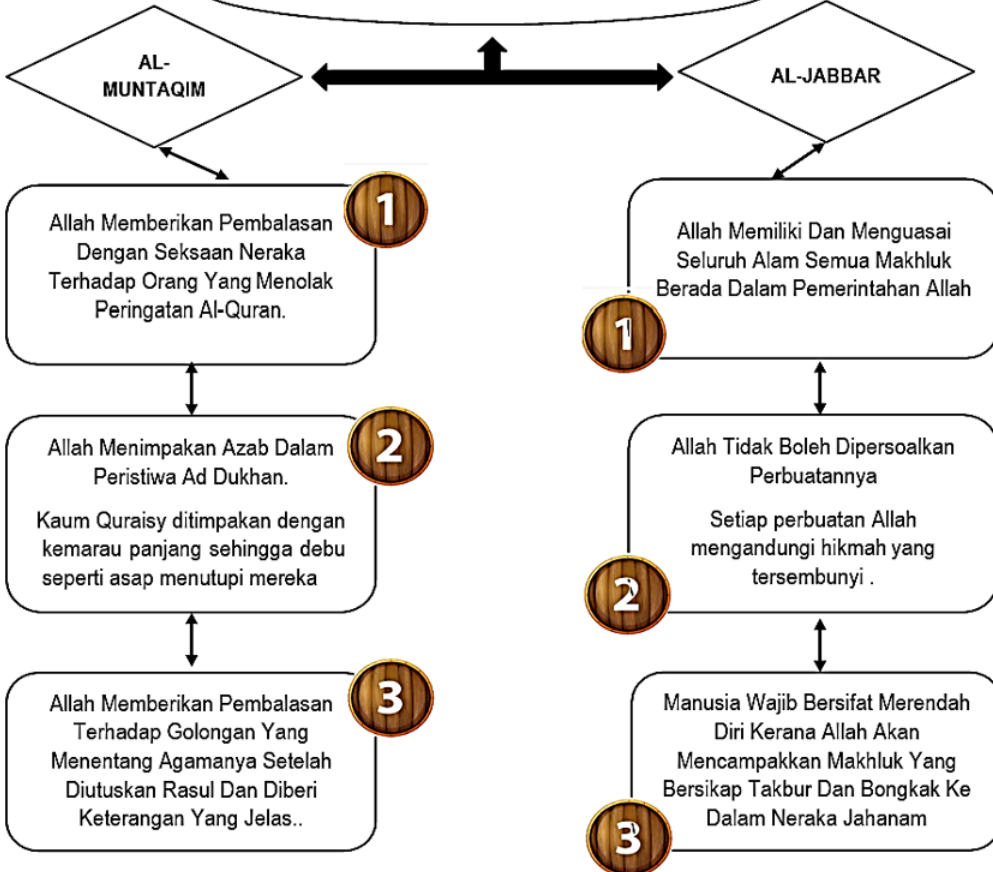 AL-
MUNTAQIM
1
Allah Memberikan Pembalasan
Dengan Seksaan Neraka
Terhadap Orang Yang Menolak
Peringatan Al-Quran.
2
Allah Menimpakan Azab Dalam
Peristiwa Ad Dukhan.
Kaum Quraisy ditimpakan dengan
kemarau panjang sehingga debu
seperti asap menutupi mereka
3
Allah Memberikan Pembalasan
Terhadap Golongan Yang
Menentang Agamanya Setelah
Diutuskan Rasul Dan Diberi
Keterangan Yang Jelas..
AL-JABBAR
Allah Memiliki Dan Menguasai
Seluruh Alam Semua Makhluk
Berada Dalam Pemerintahan Allah
1
Allah Tidak Boleh Dipersoalkan
Perbuatannya
Setiap perbuatan Allah
mengandungi hikmah yang
tersembunyi .
2
Manusia Wajib Bersifat Merendah
Diri Kerana Allah Akan
Mencampakkan Makhluk Yang
Bersikap Takbur Dan Bongkak Ke
Dalam Neraka Jahanam
3